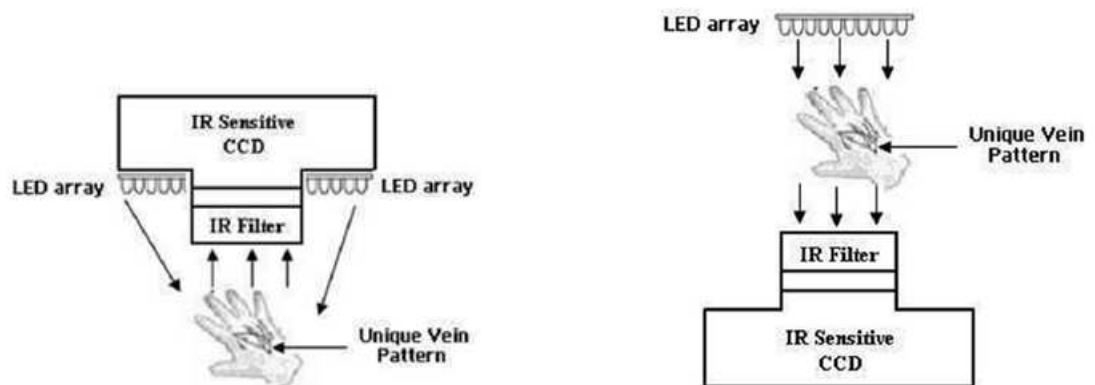 IR Sensitive
CCD
LED array
LED array
IR Filter
Unique Vein
Pattern
LED array
Unique Vein
Pattern
IR Filter
IR Sensitive
CCD